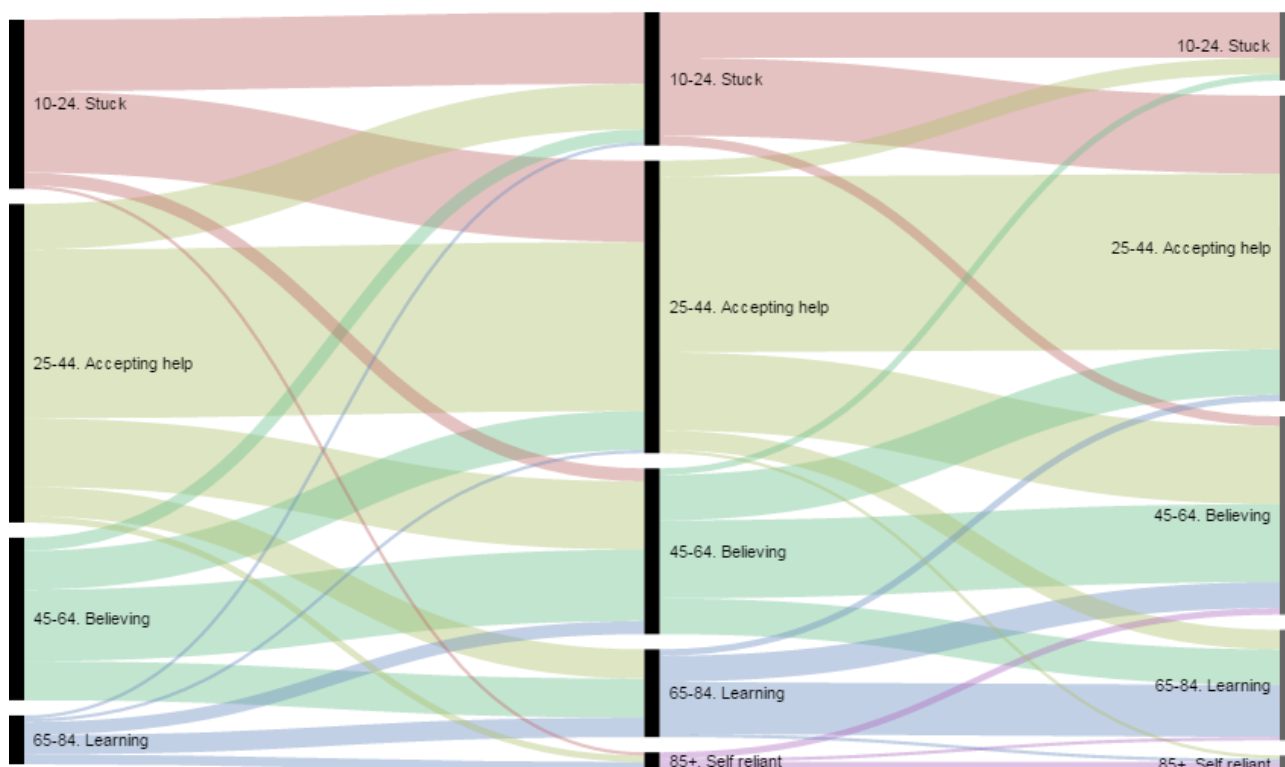 10-24. Stuck
25-44. Accepting help
45-64. Believing
65-84. Learning
10-24. Stuck
25-44. Accepting help
45-64. Believing
65-84. Learning
85+. Self reliant
10-24. Stuck
25-44. Accepting help
45-64. Believing
65-84. Learning
85+. Self reliant